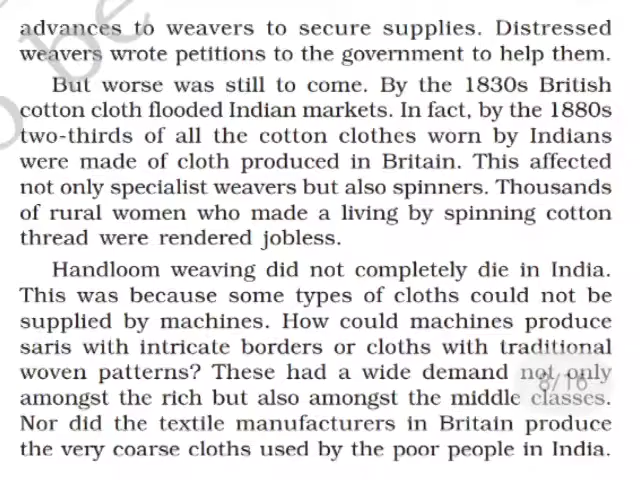 advances to weavers to secure supplies. Distressed
weavers wrote petitions to the government to help them.
But worse was still to come. By the 1830s British
cotton cloth flooded Indian markets. In fact, by the 1880s
two-thirds of all the cotton clothes worn by Indians
were made of cloth produced in Britain. This affected
not only specialist weavers but also spinners. Thousands
of rural women who made a living by spinning cotton
thread were rendered jobless.
Handloom weaving did not completely die in India.
This was because some types of cloths could not be
supplied by machines. How could machines produce
saris with intricate borders or cloths with traditional
woven patterns? These had a wide demand not only
8/16
amongst the rich but also amongst the middle classes.
Nor did the textile manufacturers in Britain produce
the very coarse cloths used by the poor people in India.